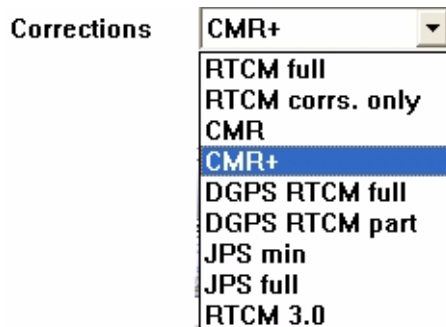 Corrections CMR+
RTCM full
RTCM corrs. only
CMR
CMR+
DGPS RTCM full
DGPS RTCM part
JPS min
JPS full
RTCM 3.0